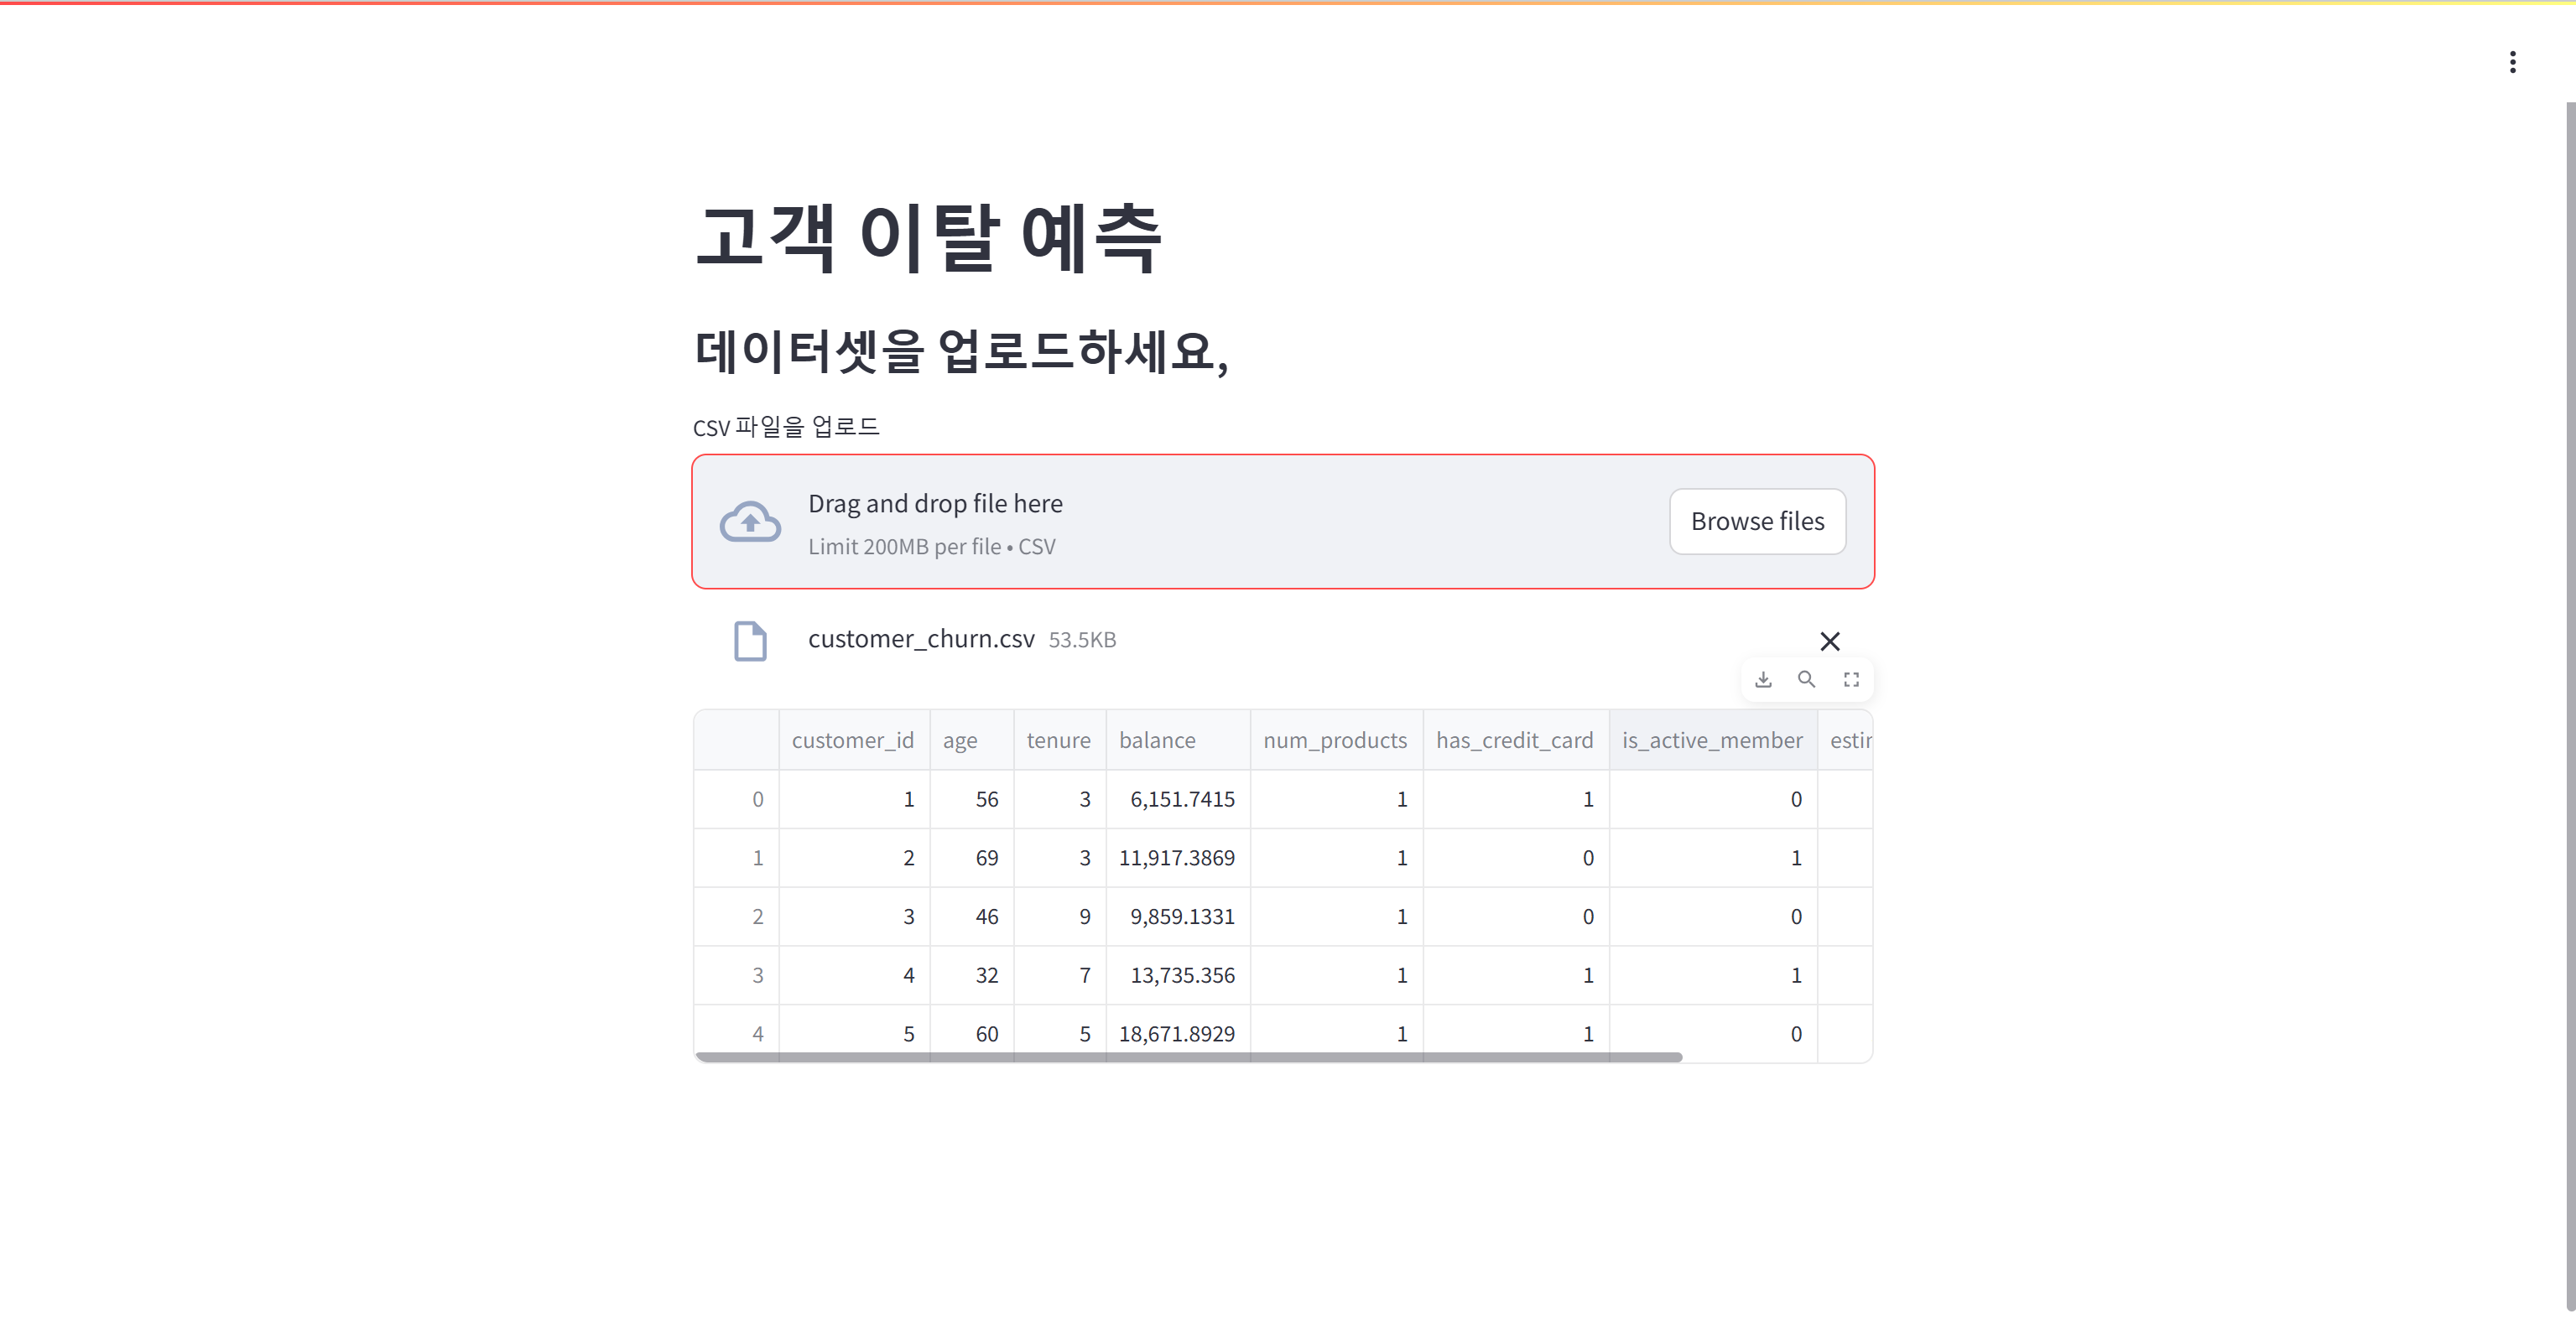 고객 이탈 예측
데이터셋을 업로드하세요,
CSV 파일을 업로드
Drag and drop file here
Limit 200MB per file • CSV
Browse files
customer_churn.csv 53.5KB
customer_id age tenure balance num_products has_credit_card is_active_member
0 1 56 3 6,151.7415 1 1 0
1 2 69 3 11,917.3869 1 0 1
2 3 46 9 9,859.1331 1 0 0
3 4 32 7 13,735.356 1 1 1
4 5 60 5 18,671.8929 1 1 0